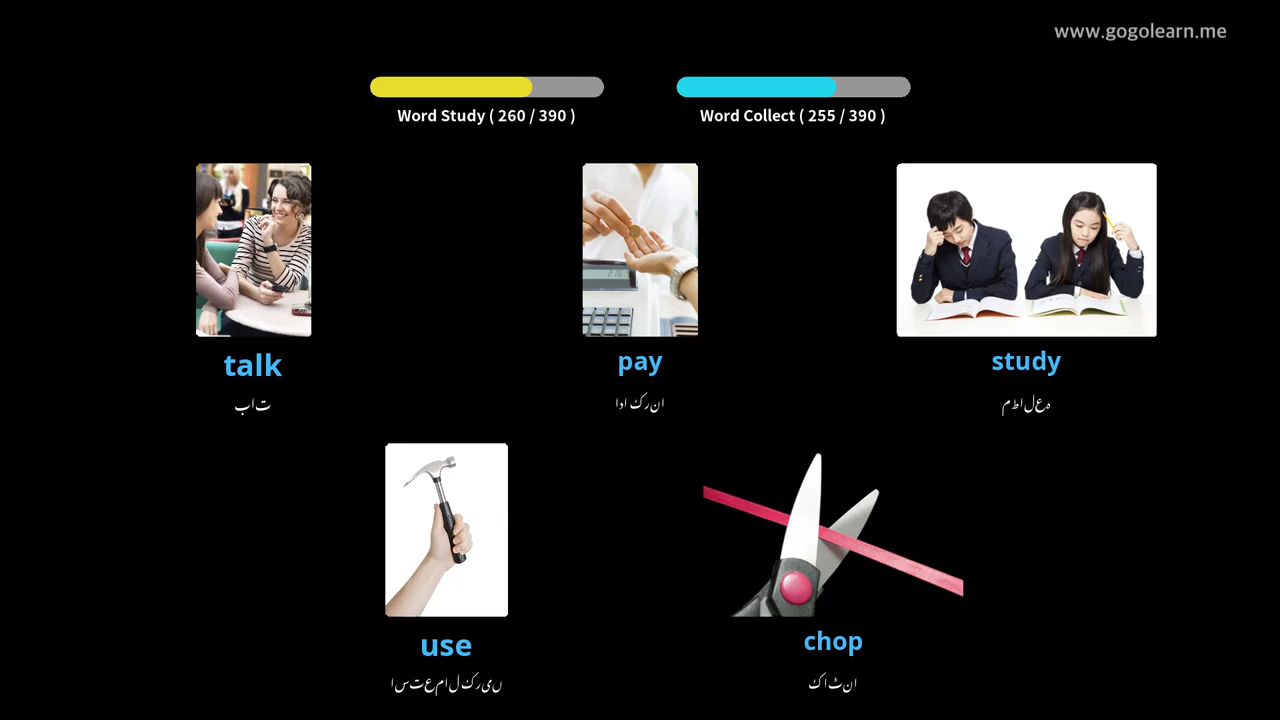 www.gogolearn.me
Word Study ( 260 / 390 )
Word Collect ( 255 / 390 )
talk
pay
study
بات
ادا کرنا
مطالعہ
use
chop
استعمال کریں
کاٹنا